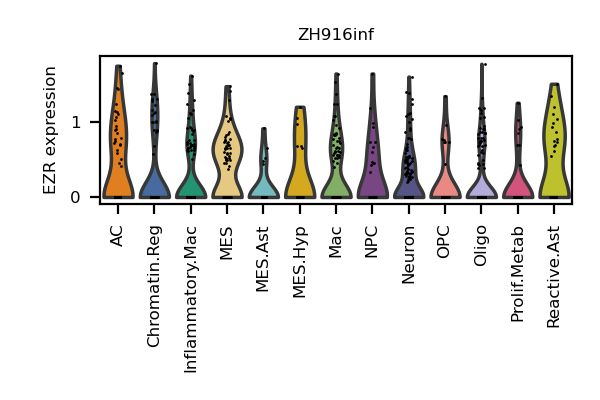 ZH916inf
EZR expression
1
0
AC
Chromatin.Reg
Inflammatory.Mac
MES
MES.Ast
MES.Hyp
Mac
NPC
Neuron
OPC
Oligo
Prolif.Metab
Reactive.Ast